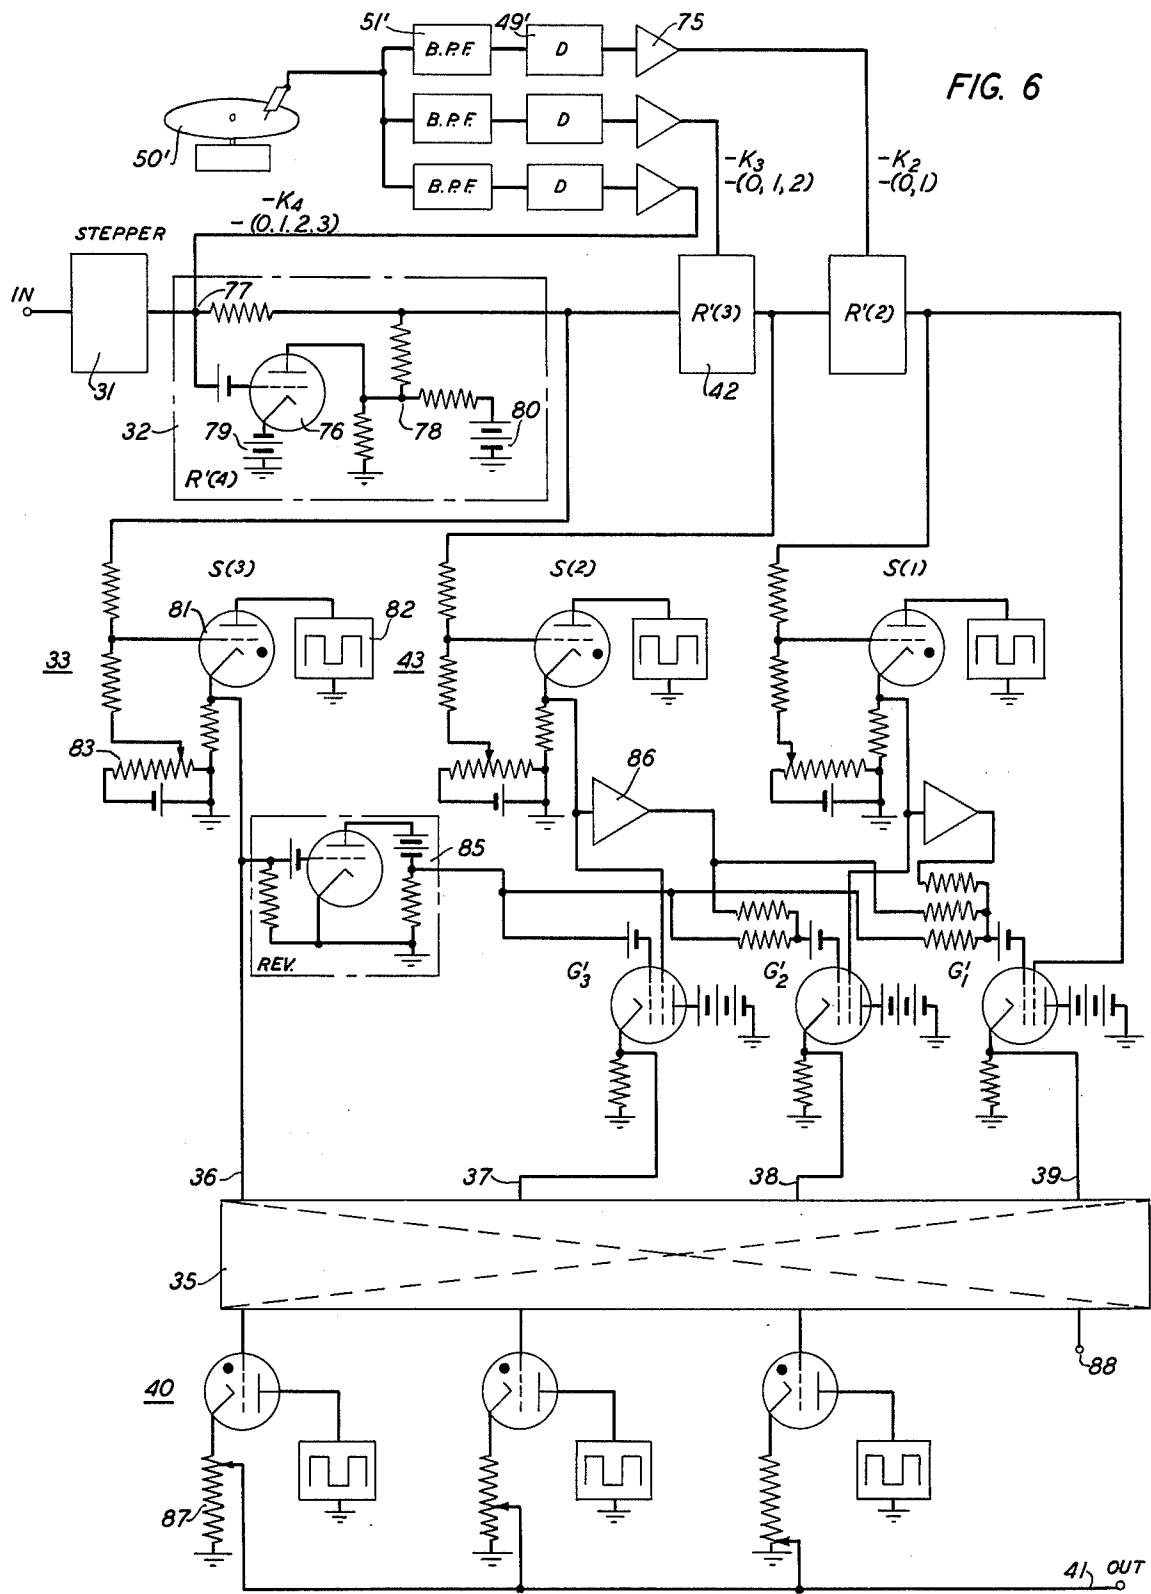 51'
49'
75
B.P.F.
D
FIG. 6
B.P.F.
D
50'
-K3
-(0,1,2)
-K2
-(0,1)
B.P.F.
D
-K4
-(0,1,2,3)
STEPPER
IN
77
R'(3)
R'(2)
31
42
32
79
76
78
80
R'(4)
S(3)
S(2)
S(1)
81
82
33
43
83
86
85
REV.
G'3
G'2
G'1
36
37
38
39
35
88
40
87
41
OUT